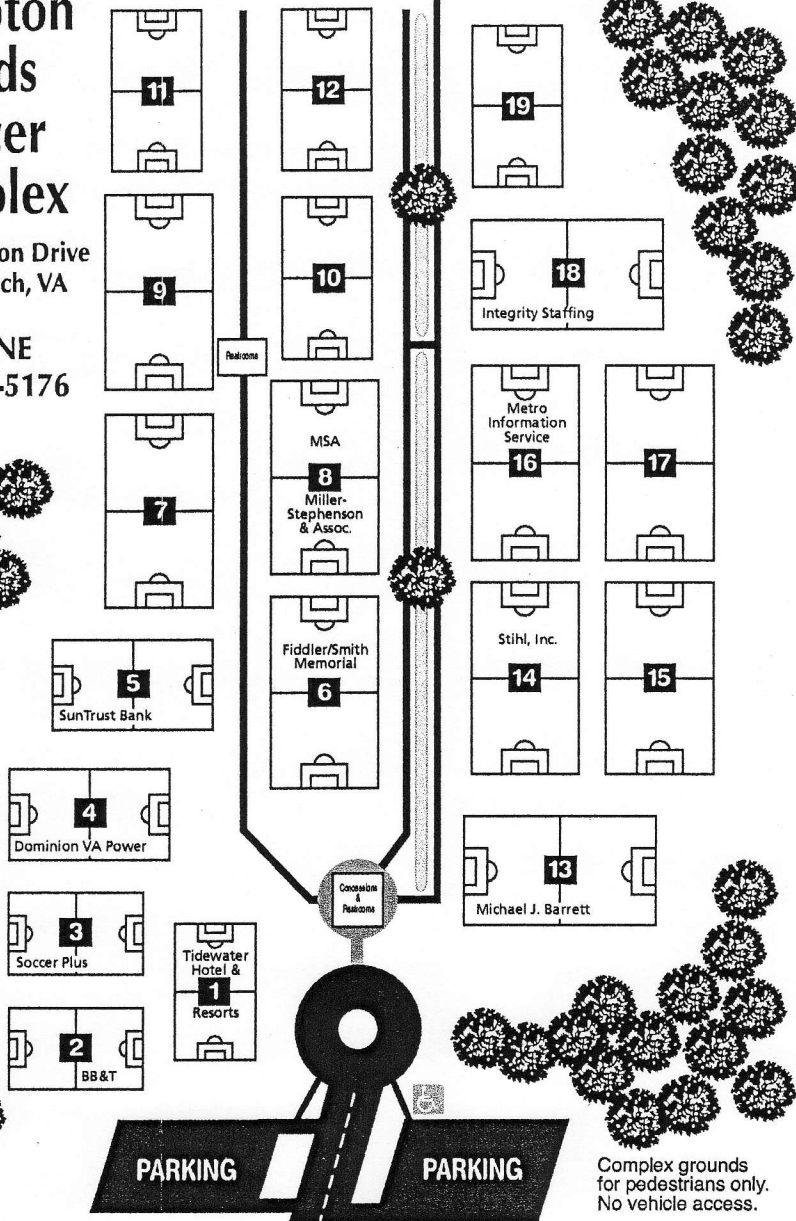 pton
ds
cer
plex
on Drive
ch, VA
NE
-5176
11
12
19
9
10
18
Integrity Staffing
Restrooms
MSA
8
Miller-
Stephenson
& Assoc.
Metro
Information
Service
16
17
7
Fiddler/Smith
Memorial
6
Stihl, Inc.
14
15
5
SunTrust Bank
4
Dominion VA Power
13
Michael J. Barrett
Concessions
&
Restrooms
3
Soccer Plus
Tidewater
Hotel &
1
Resorts
2
BB&T
PARKING
PARKING
Complex grounds
for pedestrians only.
No vehicle access.